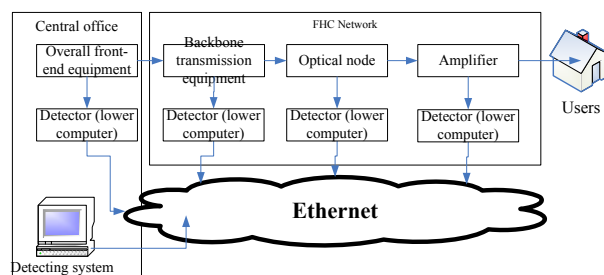 Central office
FHC Network
Overall front-
end equipment
Backbone
transmission
equipment
Optical node
Amplifier
Users
Detector (lower
computer)
Detector (lower
computer)
Detector (lower
computer)
Detector (lower
computer)
Ethernet
Detecting system